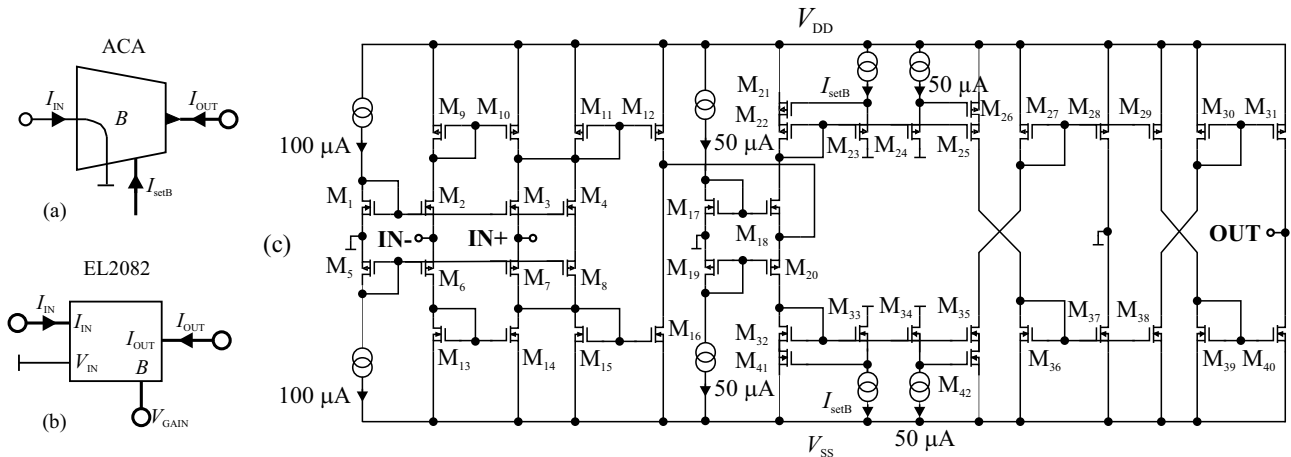 ACA
I_IN
B
I_OUT
I_setB
(a)
EL2082
I_IN
I_IN
I_OUT
I_OUT
V_IN
B
V_GAIN
(b)
(c)
V_DD
M_9 M_10 M_11 M_12
100 µA
M_1 M_2 M_3 M_4
IN- IN+
M_5 M_6 M_7 M_8
M_13 M_14 M_15 M_16
100 µA
50 µA
M_17 M_18
M_19 M_20
50 µA
M_21 I_setB 50 µA M_26
M_22 M_23 M_24 M_25
M_27 M_28 M_29 M_30 M_31
OUT
M_32 M_33 M_34 M_35
M_36 M_37 M_38 M_39 M_40
M_41 I_setB M_42
50 µA
V_SS